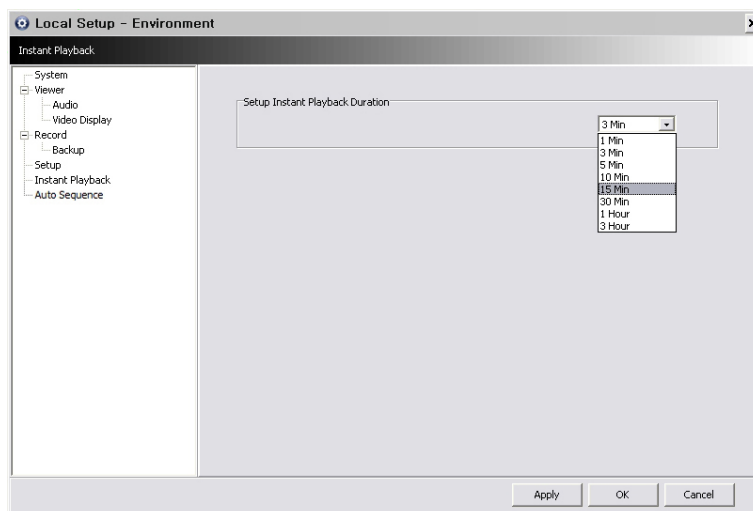 Local Setup - Environment
Instant Playback
System
Viewer
Audio
Video Display
Record
Backup
Setup
Instant Playback
Auto Sequence
Setup Instant Playback Duration
3 Min
1 Min
3 Min
5 Min
10 Min
15 Min
30 Min
1 Hour
3 Hour
Apply
OK
Cancel